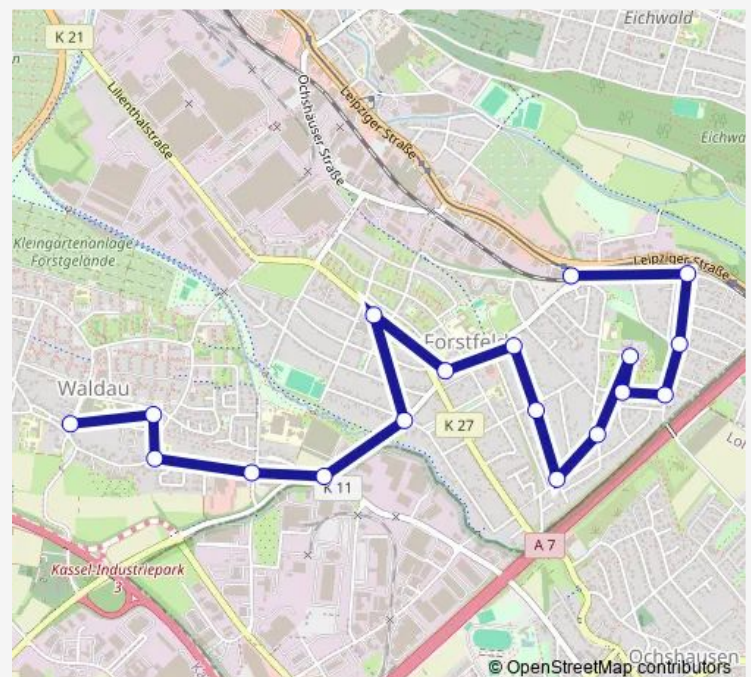 Eichwald
K 21
Lilienthalstraße
Ochshäuser Straße
Leipziger Straße
Eichwa
Kleingartenanlage
Forstgelände
Leipziger Straße
Forstfeld
Waldau
K 27
K 11
A 7
Kassel-Industriepark
3
Ochshausen
© OpenStreetMap contributors